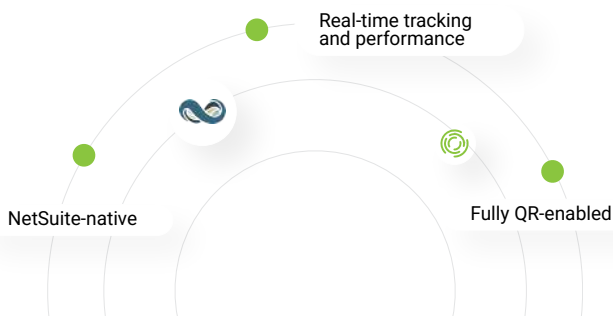 Real-time tracking
and performance
NetSuite-native
Fully QR-enabled